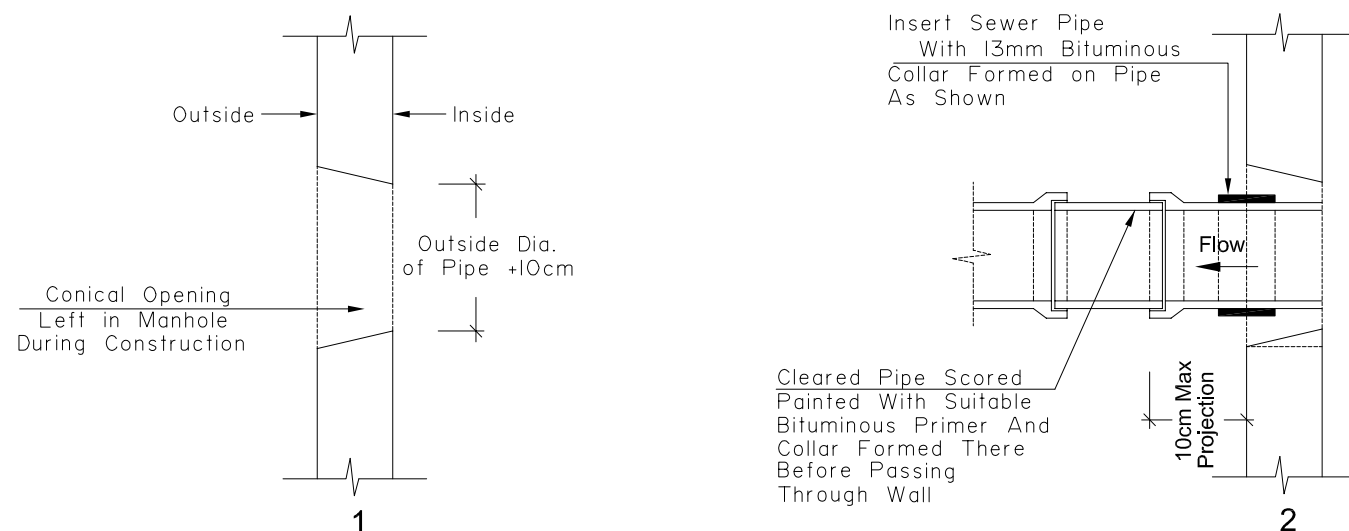 Outside
Inside
Outside Dia.
of Pipe +10cm
Conical Opening
Left in Manhole
During Construction
1
Insert Sewer Pipe
With 13mm Bituminous
Collar Formed on Pipe
As Shown
Flow
Cleared Pipe Scored
Painted With Suitable
Bituminous Primer And
Collar Formed There
Before Passing
Through Wall
10cm Max
Projection
2